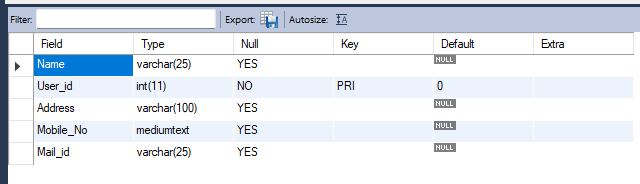 Filter: Export: Autosize: A
Field Type Null Key Default Extra
Name varchar(25) YES NULL
User_id int(11) NO PRI 0
Address varchar(100) YES NULL
Mobile_No mediumtext YES NULL
Mail_id varchar(25) YES NULL